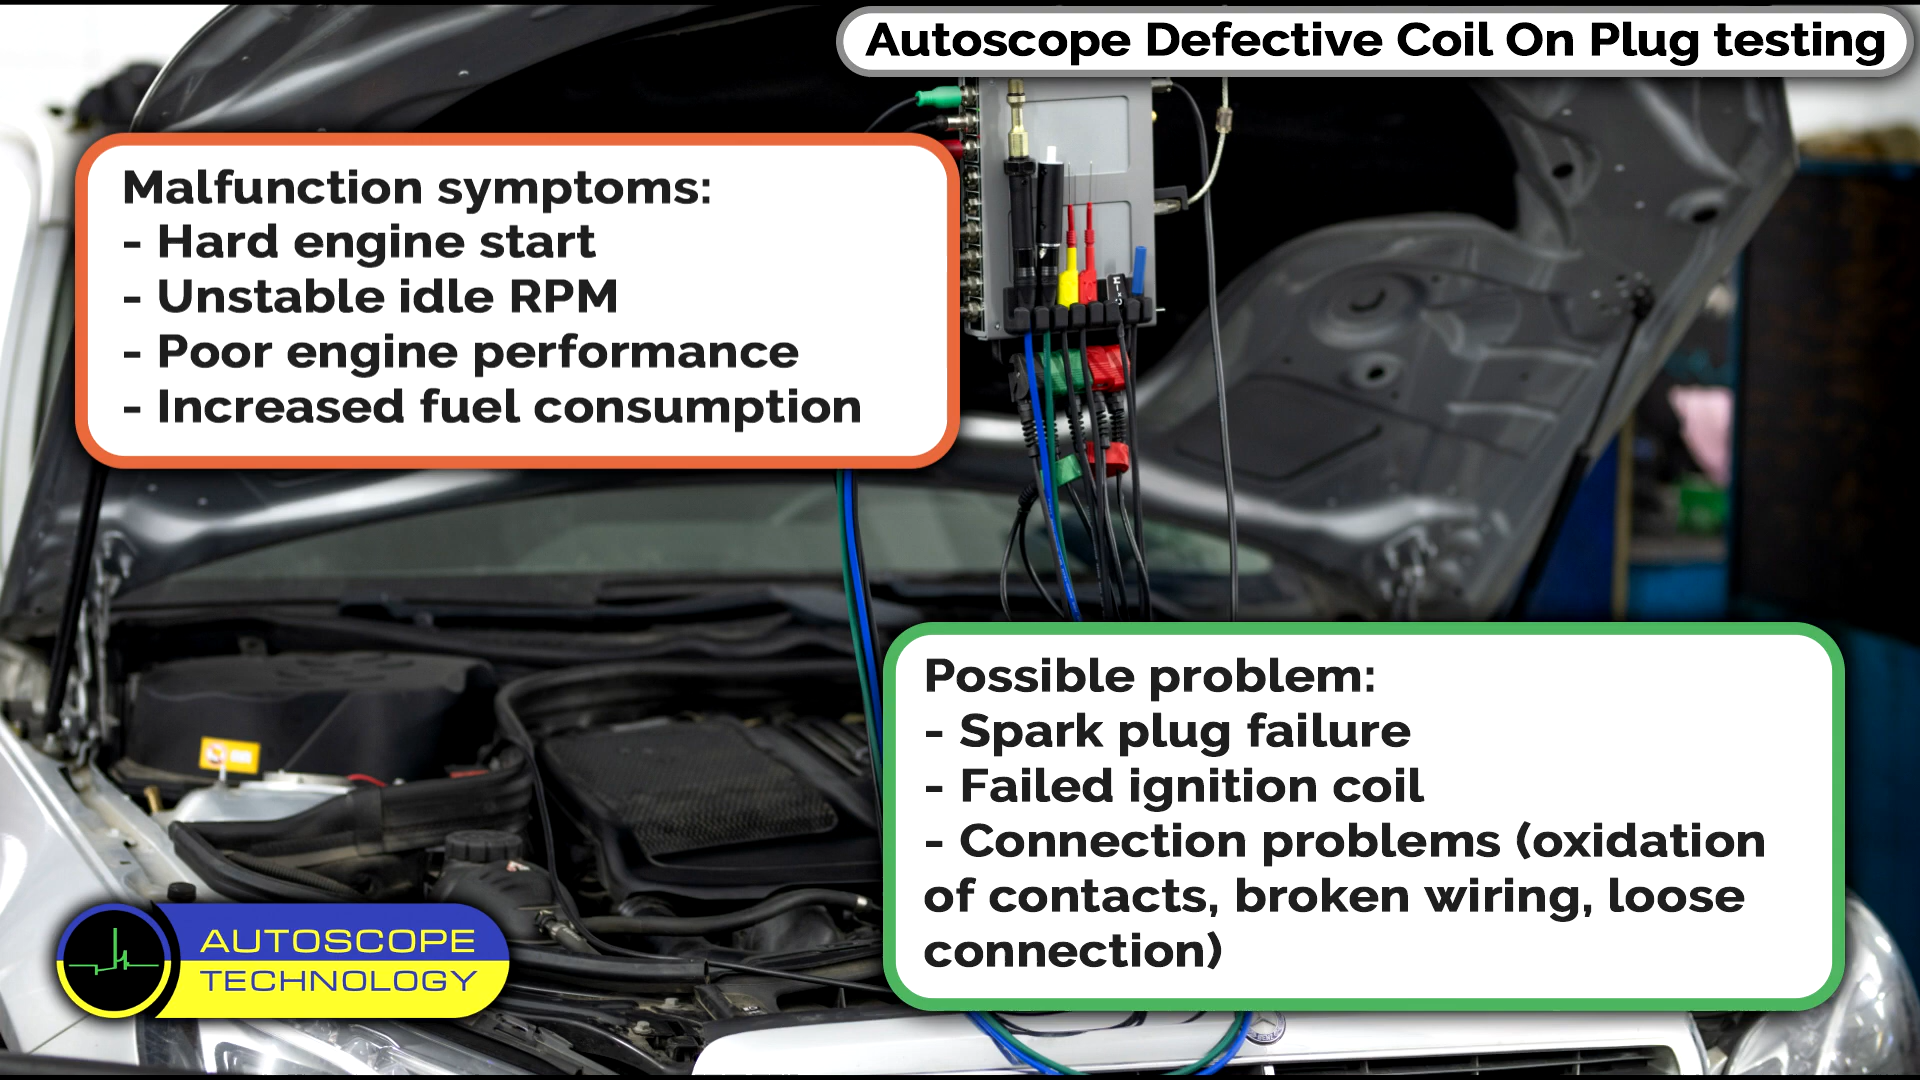 Autoscope Defective Coil On Plug testing
Malfunction symptoms:
- Hard engine start
- Unstable idle RPM
- Poor engine performance
- Increased fuel consumption
Possible problem:
- Spark plug failure
- Failed ignition coil
- Connection problems (oxidation
of contacts, broken wiring, loose
connection)
AUTOSCOPE
TECHNOLOGY